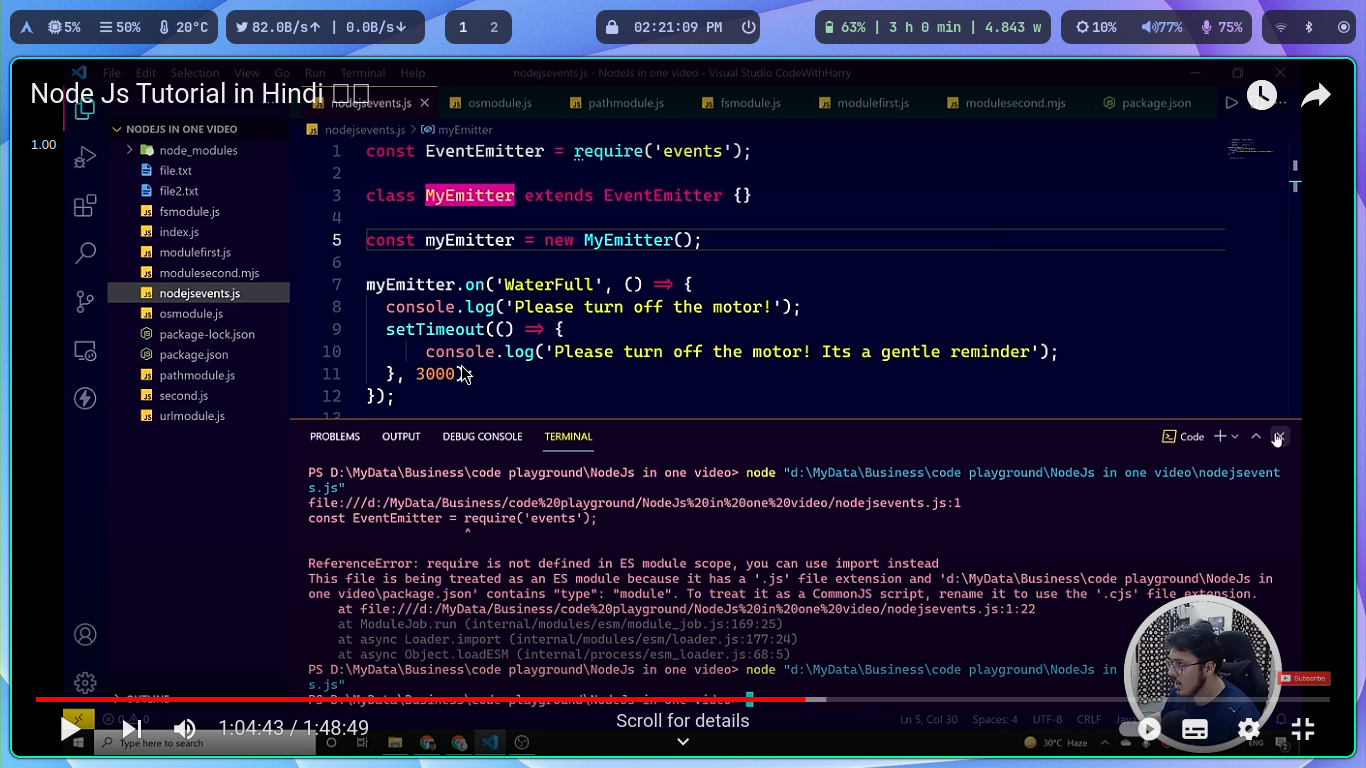 5% 50% 20°C 82.0B/s↑ | 0.0B/s↓ 1 2 02:21:09 PM 63% | 3 h 0 min | 4.843 w 10% 77% 75%
File Edit Selection View Go Run Terminal Help nodejsevents.js - NodeJs in one video - Visual Studio CodeWithHarry
Node Js Tutorial in Hindi
nodejsevents.js osmodule.js pathmodule.js fsmodule.js modulefirst.js modulesecond.mjs package.json
1.00
NODEJS IN ONE VIDEO
node_modules
file.txt
file2.txt
fsmodule.js
index.js
modulefirst.js
modulesecond.mjs
nodejsevents.js
osmodule.js
package-lock.json
package.json
pathmodule.js
second.js
urlmodule.js
OUTLINE
nodejsevents.js > myEmitter
1 const EventEmitter = require('events');
2
3 class MyEmitter extends EventEmitter {}
4
5 const myEmitter = new MyEmitter();
6
7 myEmitter.on('WaterFull', () => {
8 console.log('Please turn off the motor!');
9 setTimeout(() => {
10 console.log('Please turn off the motor! Its a gentle reminder');
11 }, 3000);
12 });
13
PROBLEMS OUTPUT DEBUG CONSOLE TERMINAL Code
PS D:\MyData\Business\code playground\NodeJs in one video> node "d:\MyData\Business\code playground\NodeJs in one video\nodejsevent
s.js"
file:///d:/MyData/Business/code%20playground/NodeJs%20in%20one%20video/nodejsevents.js:1
const EventEmitter = require('events');
^
ReferenceError: require is not defined in ES module scope, you can use import instead
This file is being treated as an ES module because it has a '.js' file extension and 'd:\MyData\Business\code playground\NodeJs in
one video\package.json' contains "type": "module". To treat it as a CommonJS script, rename it to use the '.cjs' file extension.
at file:///d:/MyData/Business/code%20playground/NodeJs%20in%20one%20video/nodejsevents.js:1:22
at ModuleJob.run (internal/modules/esm/module_job.js:169:25)
at async Loader.import (internal/modules/esm/loader.js:177:24)
at async Object.loadESM (internal/process/esm_loader.js:68:5)
PS D:\MyData\Business\code playground\NodeJs in one video> node "d:\MyData\Business\code playground\NodeJs in
s.js"
PS D:\MyData\Business\code playground\NodeJs in one video>
Subscribe
0 0 Ln 5, Col 30 Spaces: 4 UTF-8 CRLF
1:04:43 / 1:48:49 Scroll for details
Type here to search 30°C Haze ENG